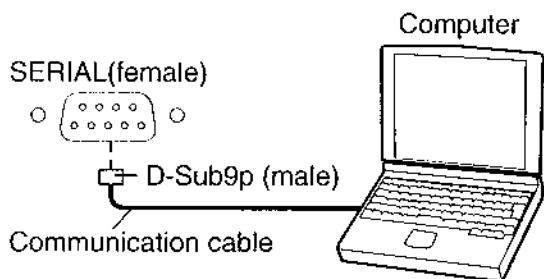 Computer
SERIAL(female)
D-Sub9p (male)
Communication cable